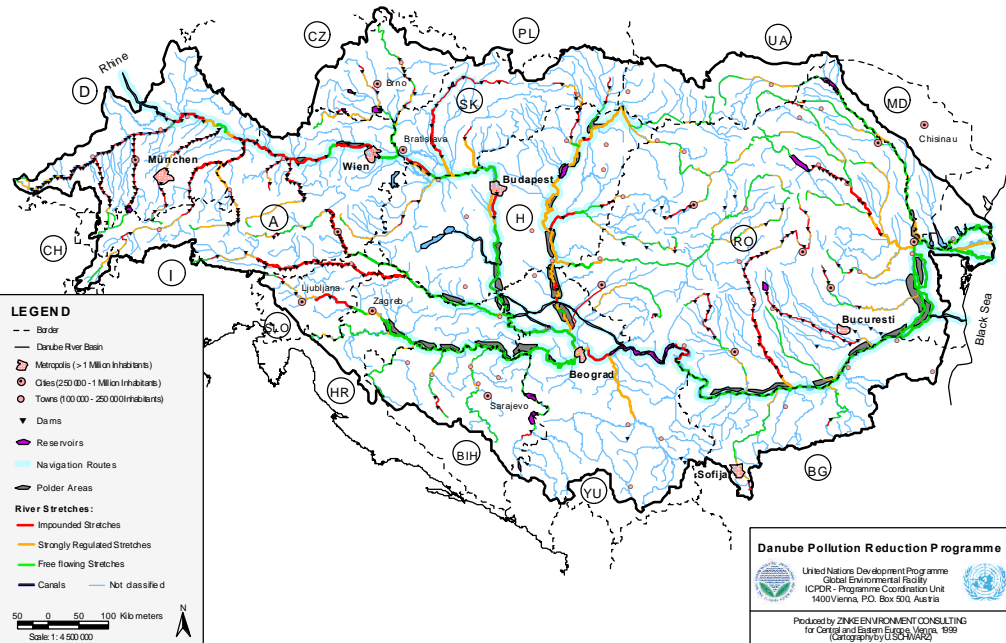 CZ
PL
UA
Rhine
D
MD
Brno
SK
Chisinau
Bratislava
München
Wien
Budapest
A
H
CH
RO
I
Ljubljana
Zagreb
Bucuresti
Black Sea
SLO
Beograd
HR
Sarajevo
BIH
Sofija
BG
YU
LEGEND
Border
Danube River Basin
Metropolis (> 1 Million Inhabitants)
Cities (250 000 - 1 Million Inhabitants)
Towns (100 000 - 250 000 Inhabitants)
Dams
Reservoirs
Navigation Routes
Polder Areas
River Stretches:
Impounded Stretches
Strongly Regulated Stretches
Free flowing Stretches
Canals Not classified
50 0 50 100 Kilometers
N
Scale: 1: 4 500 000
Danube Pollution Reduction Programme
United Nations Development Programme
Global Environmental Facility
ICPDR - Programme Coordination Unit
1400 Vienna, P.O. Box 500, Austria
Produced by ZINKE ENVIRONMENT CONSULTING
for Central and Eastern Europe, Vienna, 1999
(Cartography by U.SCHWARZ)